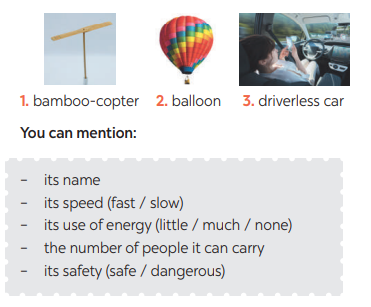 1. bamboo-copter 2. balloon 3. driverless car
You can mention:
- its name
- its speed (fast / slow)
- its use of energy (little / much / none)
- the number of people it can carry
- its safety (safe / dangerous)